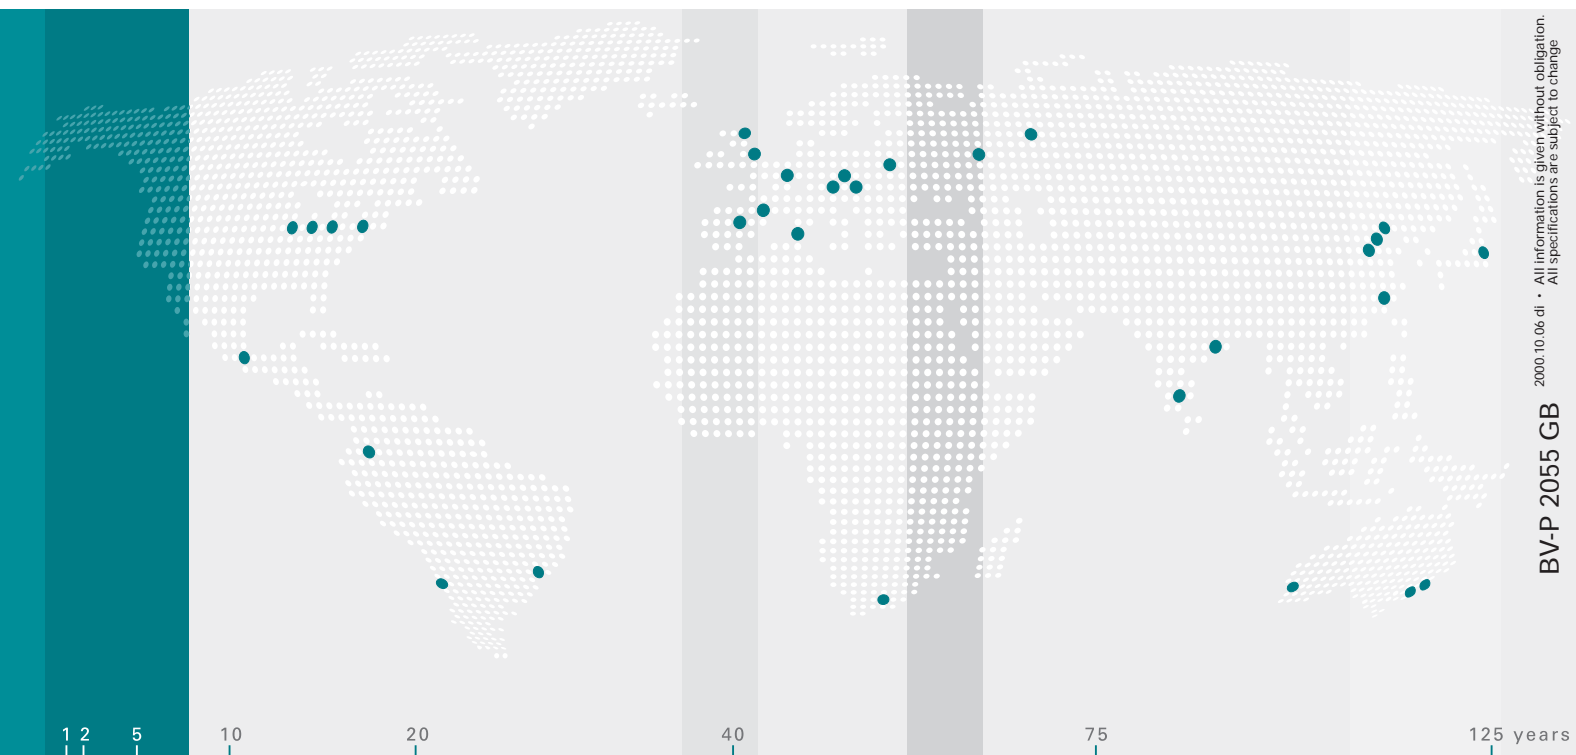 2000.10.06 di • All information is given without obligation.
All specifications are subject to change
BV-P 2055 GB
1 2 5 10 20 40 75 125 years